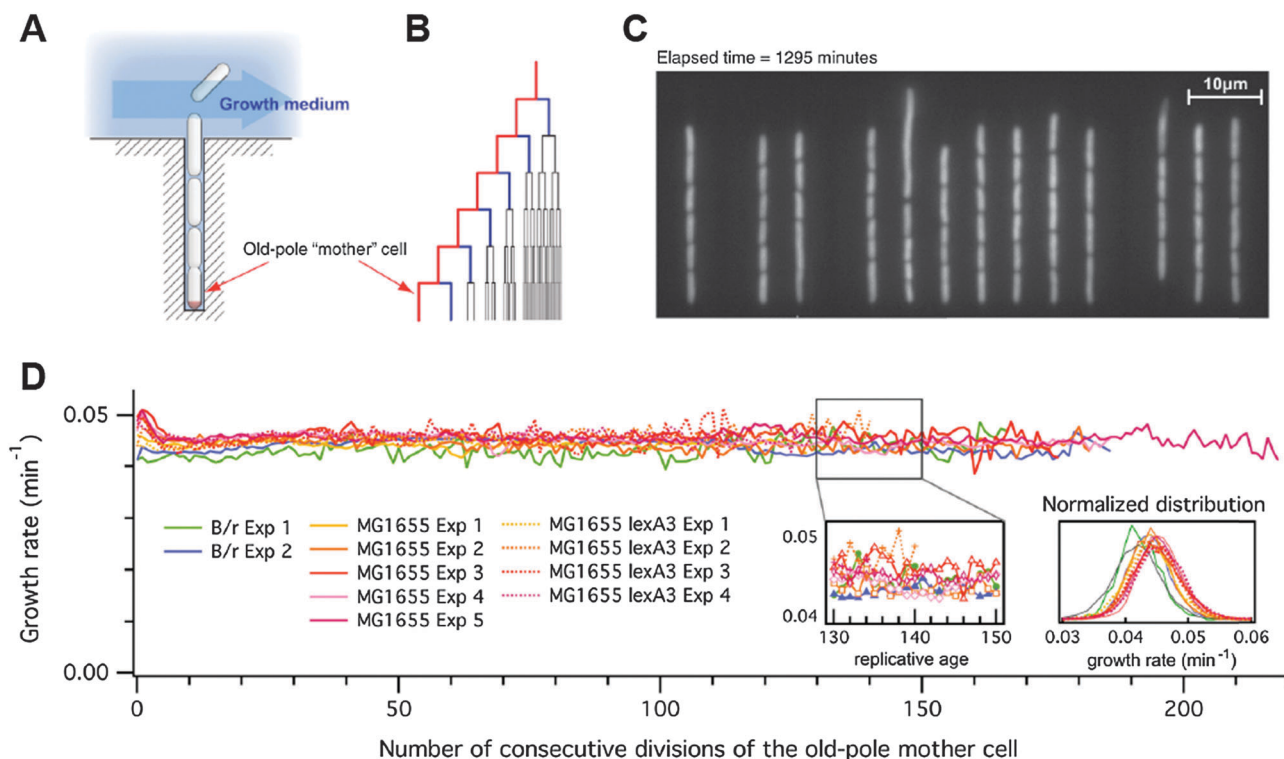 A
B
C
Growth medium
Old-pole "mother" cell
Elapsed time = 1295 minutes
10µm
D
Growth rate (min⁻¹)
0.05
0.00
B/r Exp 1
B/r Exp 2
MG1655 Exp 1
MG1655 Exp 2
MG1655 Exp 3
MG1655 Exp 4
MG1655 Exp 5
MG1655 lexA3 Exp 1
MG1655 lexA3 Exp 2
MG1655 lexA3 Exp 3
MG1655 lexA3 Exp 4
0.05
0.04
130 140 150
replicative age
Normalized distribution
0.03 0.04 0.05 0.06
growth rate (min⁻¹)
0 50 100 150 200
Number of consecutive divisions of the old-pole mother cell